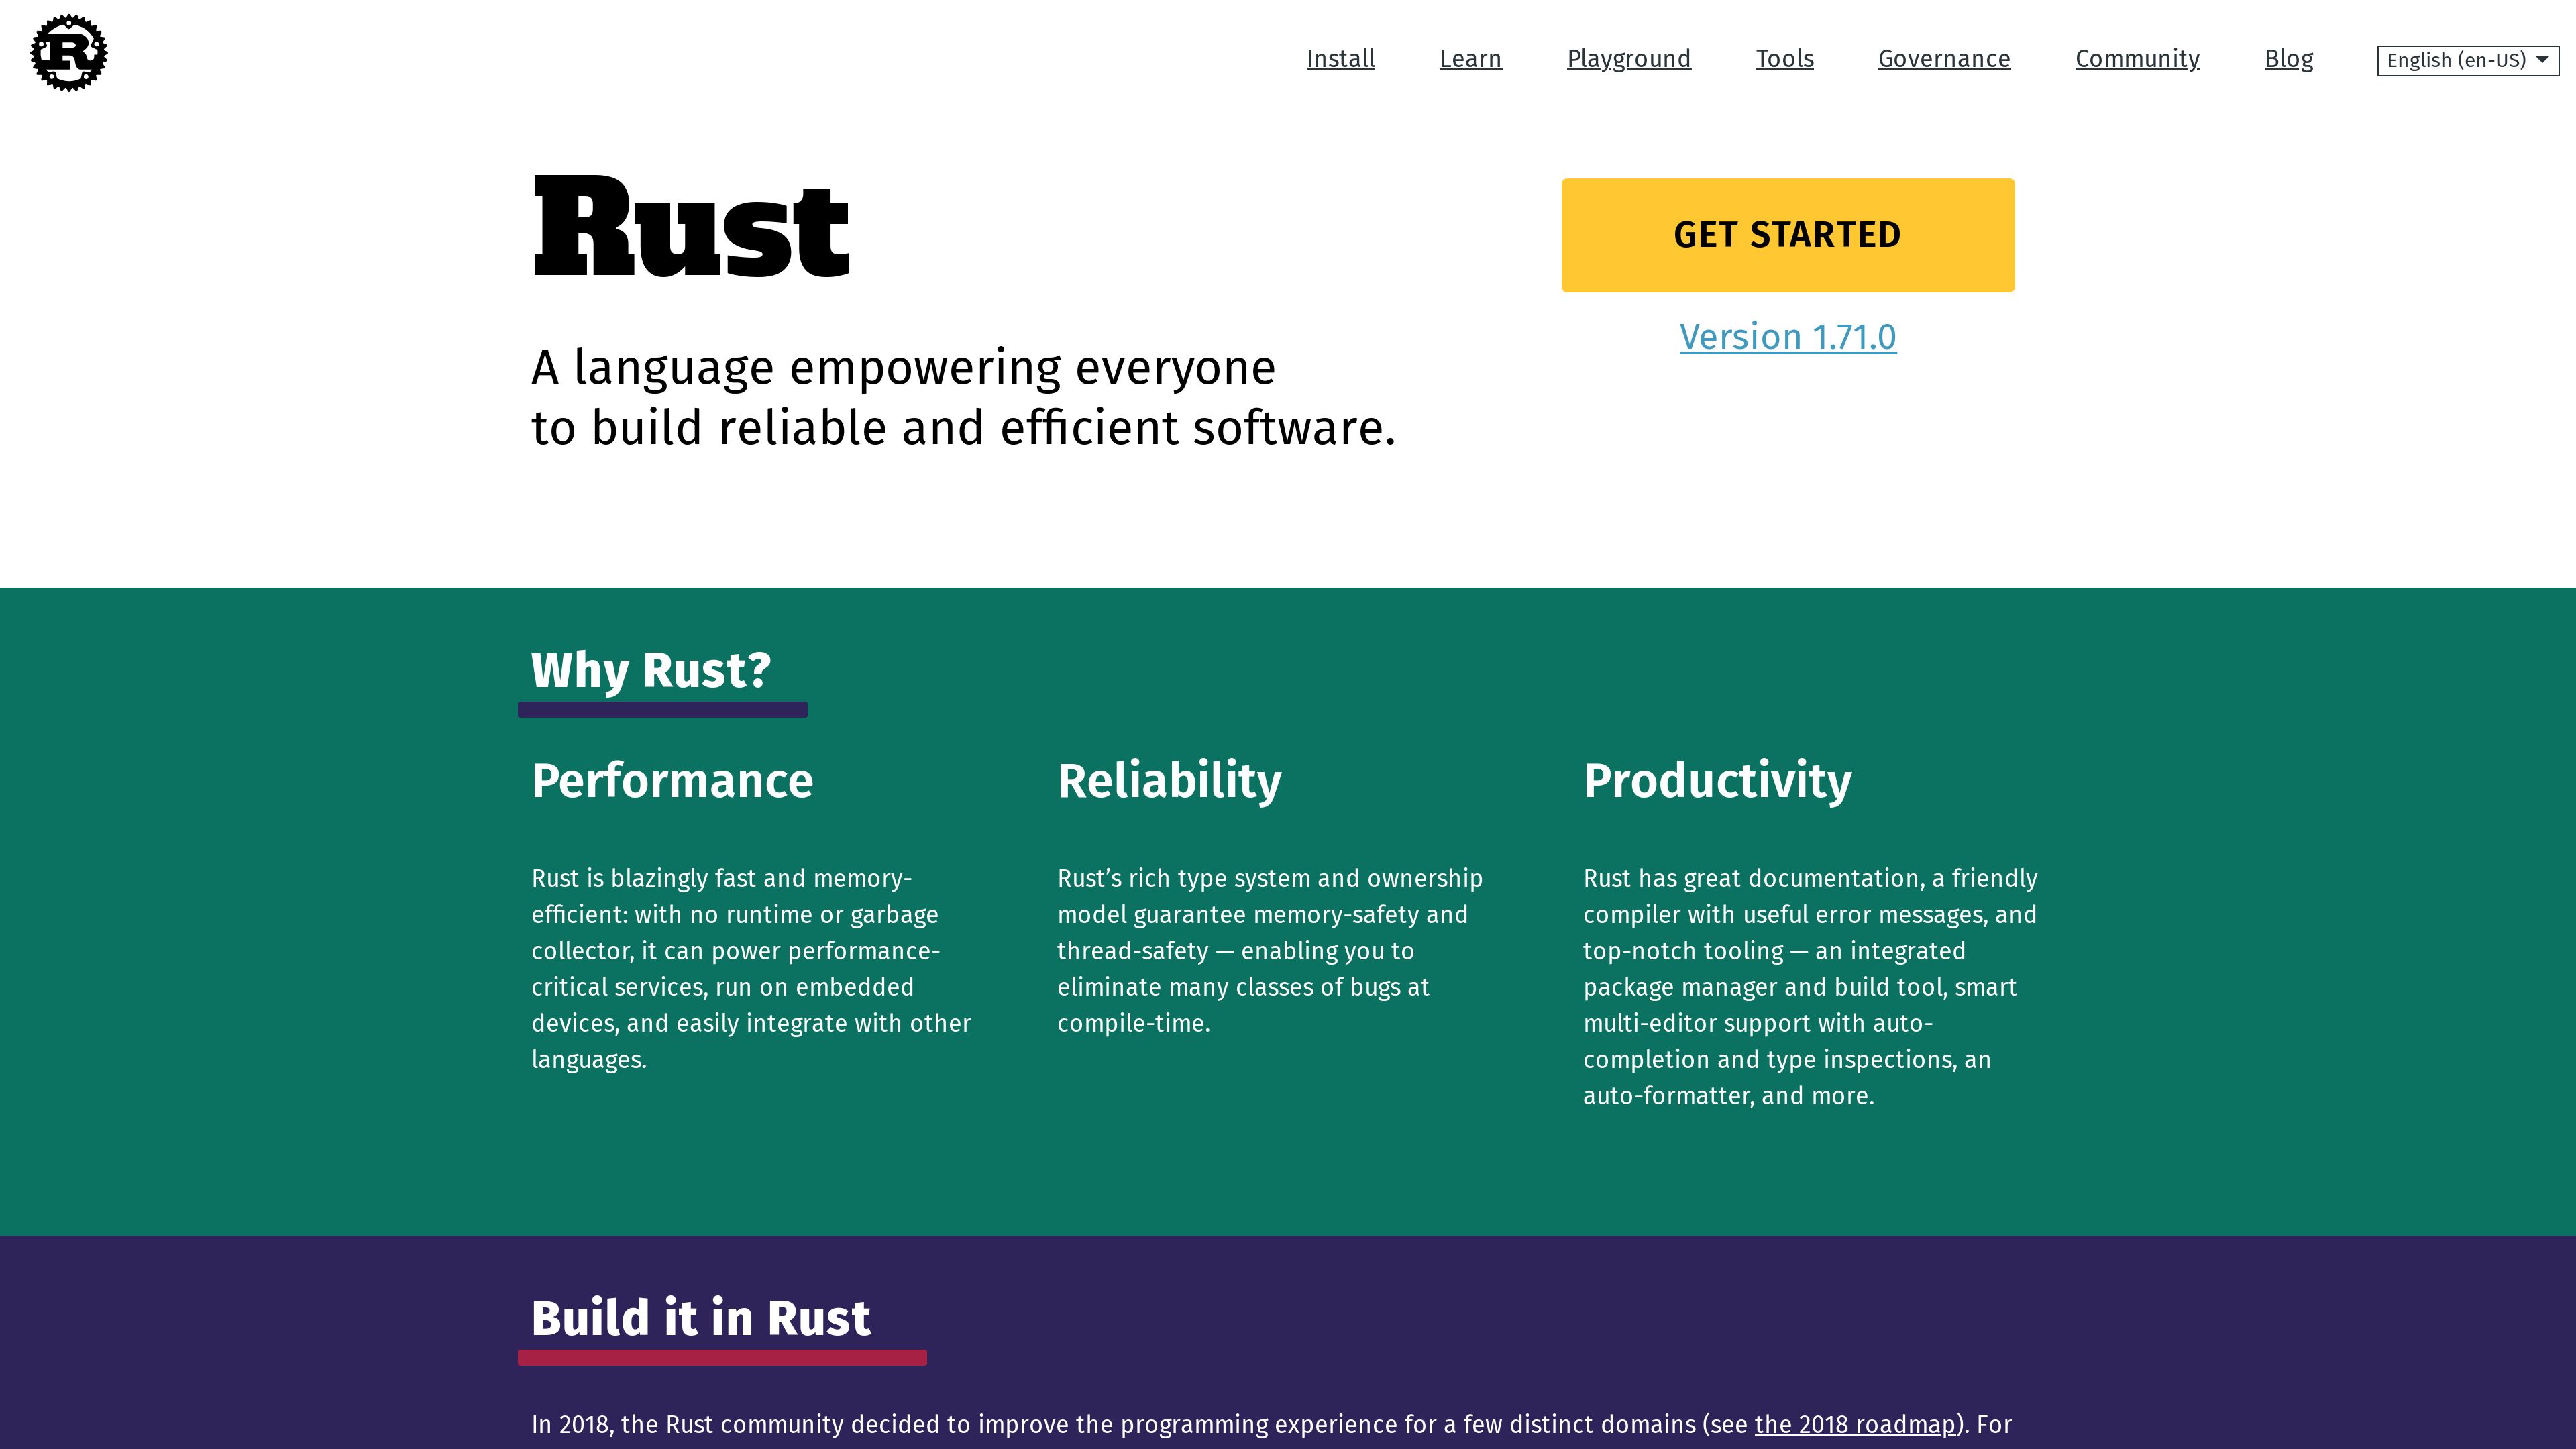 R
Install Learn Playground Tools Governance Community Blog English (en-US)
Rust
GET STARTED
Version 1.71.0
A language empowering everyone
to build reliable and efficient software.
Why Rust?
Performance
Rust is blazingly fast and memory-
efficient: with no runtime or garbage
collector, it can power performance-
critical services, run on embedded
devices, and easily integrate with other
languages.
Reliability
Rust’s rich type system and ownership
model guarantee memory-safety and
thread-safety — enabling you to
eliminate many classes of bugs at
compile-time.
Productivity
Rust has great documentation, a friendly
compiler with useful error messages, and
top-notch tooling — an integrated
package manager and build tool, smart
multi-editor support with auto-
completion and type inspections, an
auto-formatter, and more.
Build it in Rust
In 2018, the Rust community decided to improve the programming experience for a few distinct domains (see the 2018 roadmap). For